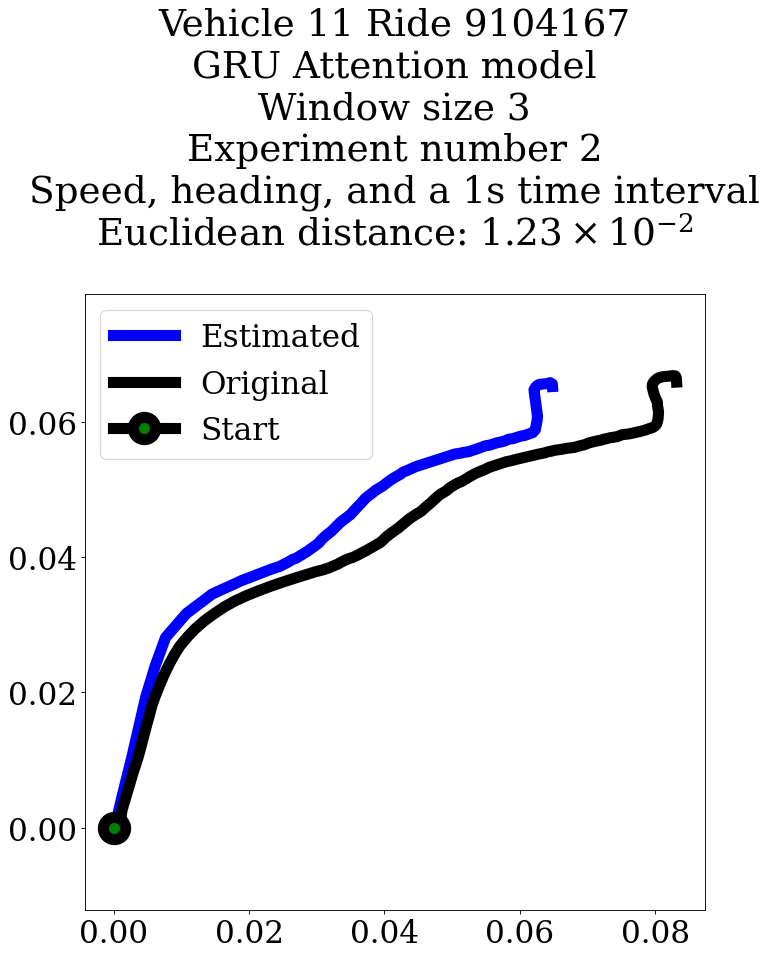 Vehicle 11 Ride 9104167
GRU Attention model
Window size 3
Experiment number 2
Speed, heading, and a 1s time interval
Euclidean distance: 1.23 × 10⁻²
Estimated
Original
Start
0.06
0.04
0.02
0.00
0.00 0.02 0.04 0.06 0.08